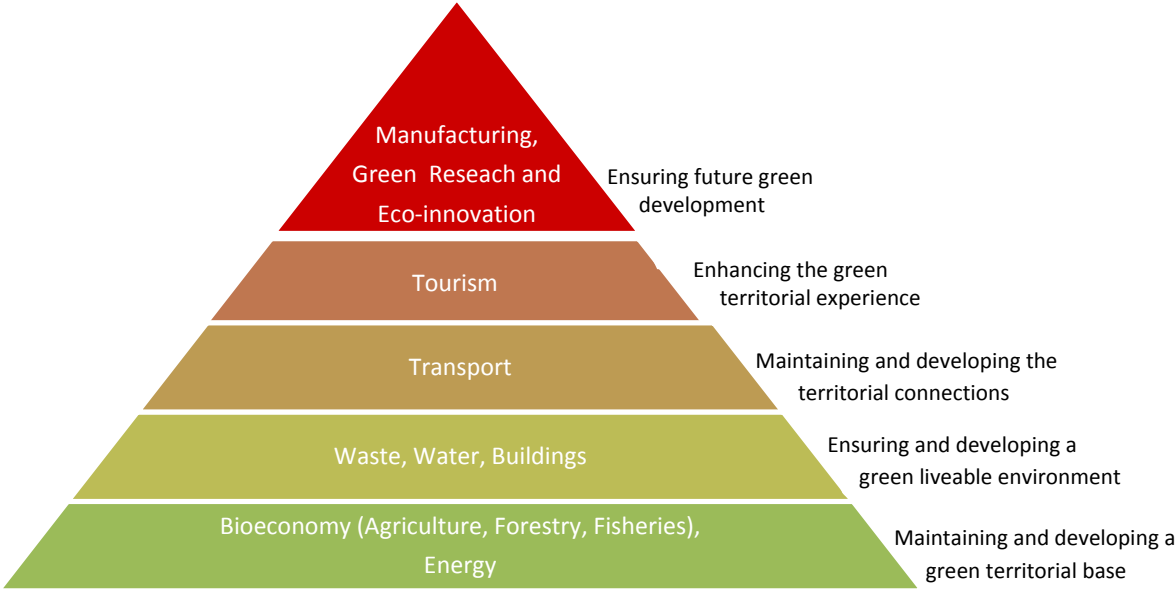 Manufacturing,
Green Reseach and
Eco-innovation
Ensuring future green
development
Tourism
Enhancing the green
territorial experience
Transport
Maintaining and developing the
territorial connections
Waste, Water, Buildings
Ensuring and developing a
green liveable environment
Bioeconomy (Agriculture, Forestry, Fisheries),
Energy
Maintaining and developing a
green territorial base